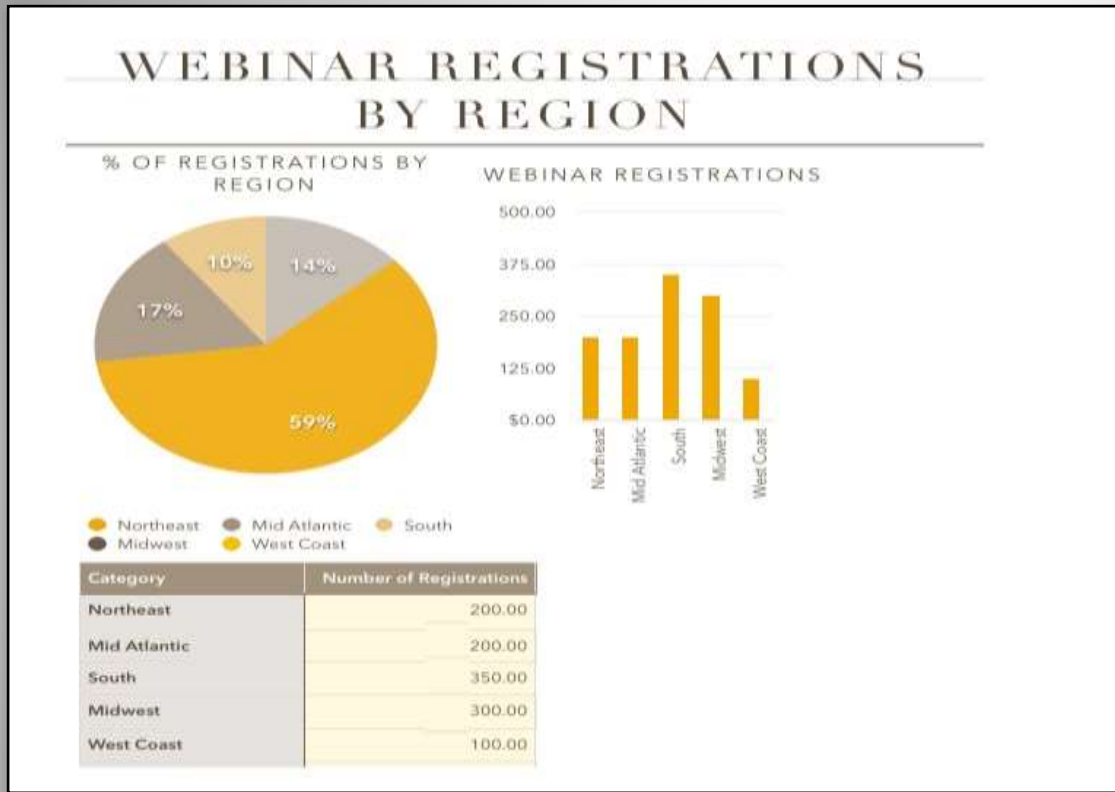 WEBINAR REGISTRATIONS
BY REGION
% OF REGISTRATIONS BY
REGION
10%
14%
17%
59%
Northeast Mid Atlantic South
Midwest West Coast
WEBINAR REGISTRATIONS
500.00
375.00
250.00
125.00
$0.00
Northeast
Mid Atlantic
South
Midwest
West Coast
Category Number of Registrations
Northeast 200.00
Mid Atlantic 200.00
South 350.00
Midwest 300.00
West Coast 100.00